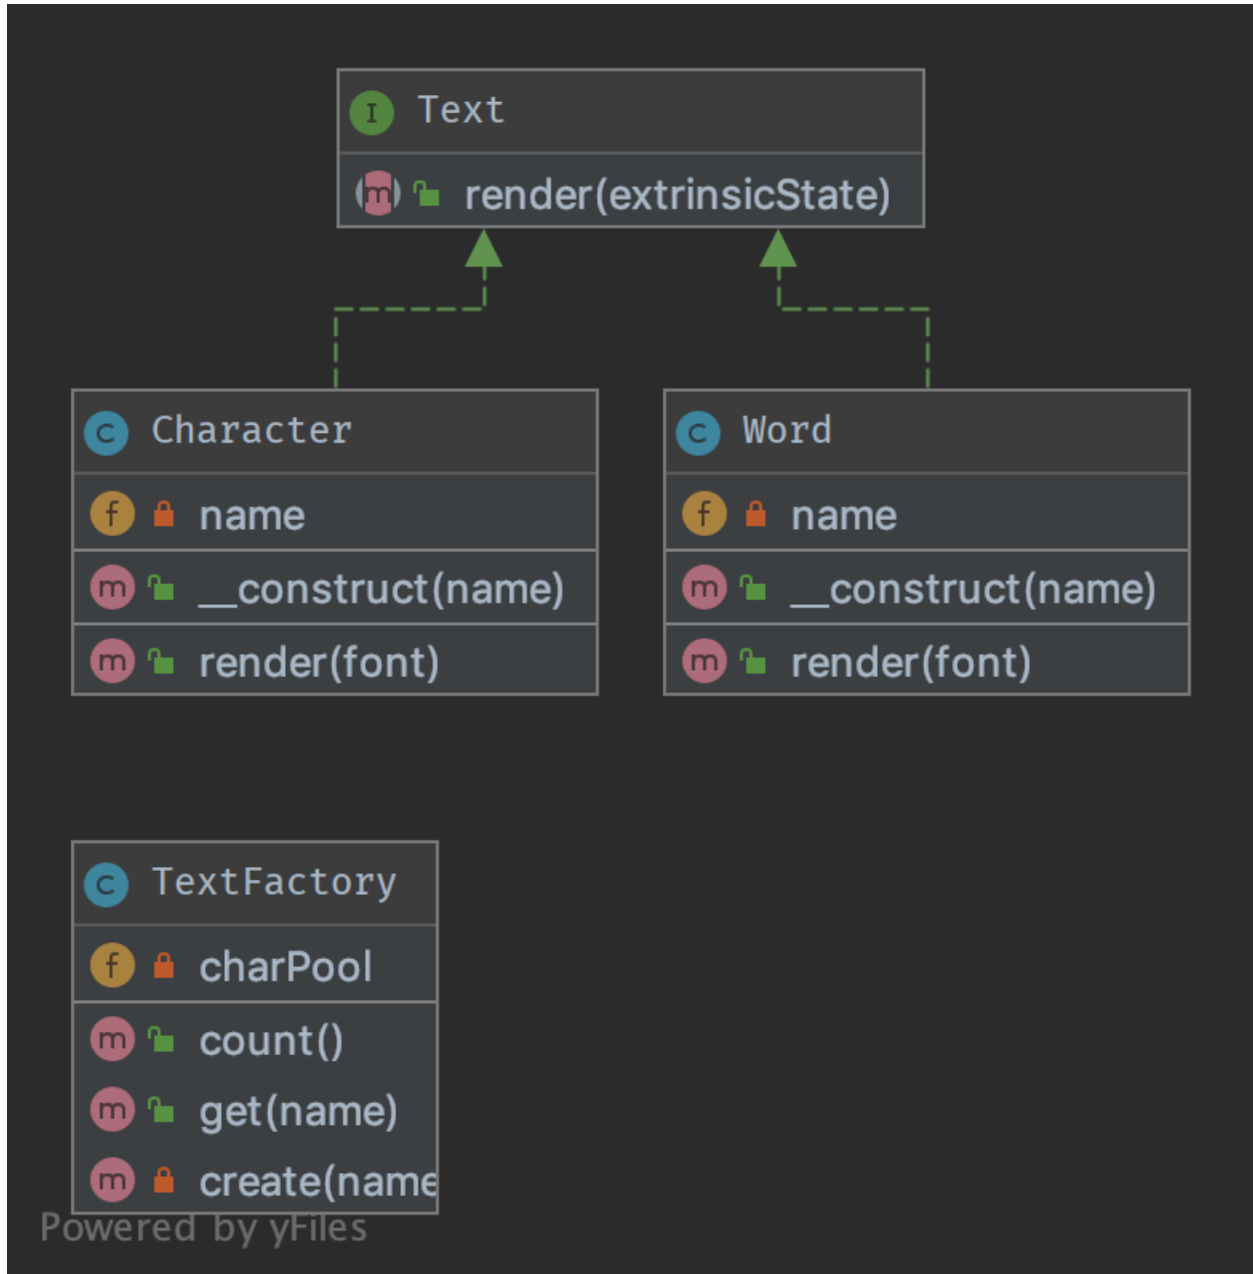 I Text
m render(extrinsicState)
C Character
f name
m __construct(name)
m render(font)
C Word
f name
m __construct(name)
m render(font)
C TextFactory
f charPool
m count()
m get(name)
m create(name
Powered by yFiles